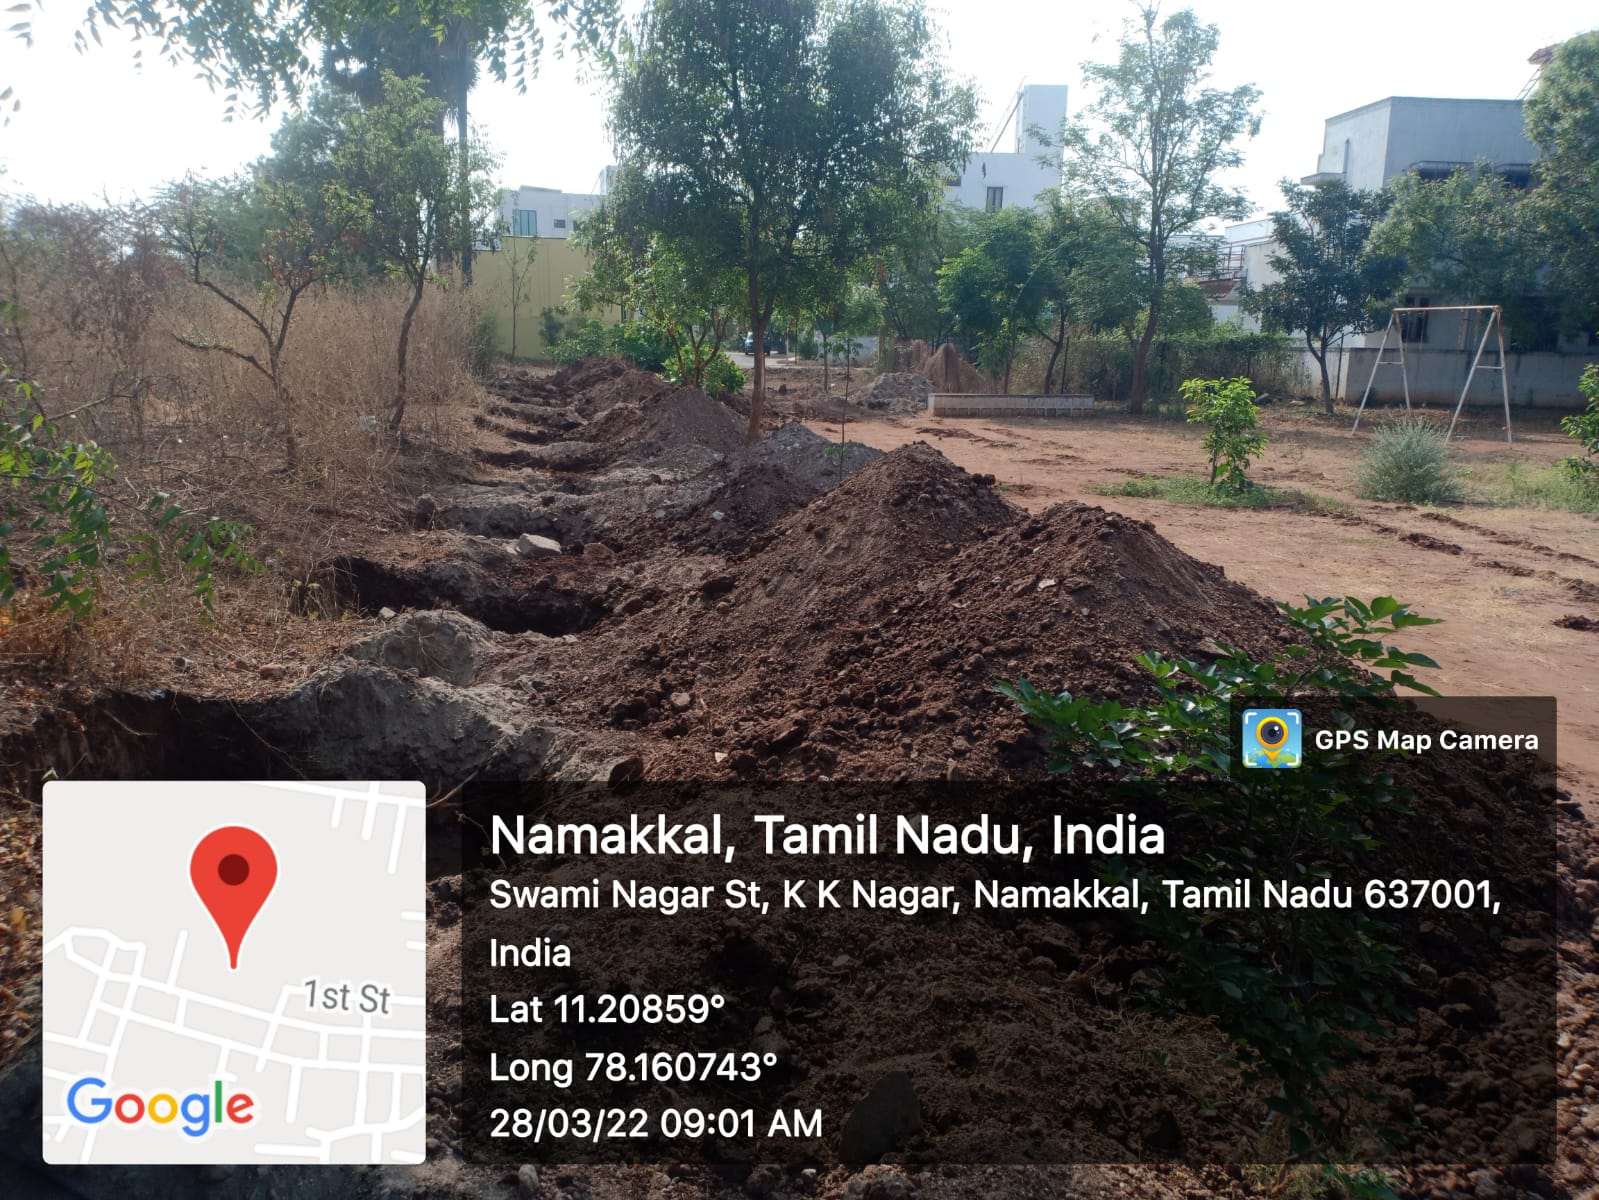 GPS Map Camera
Namakkal, Tamil Nadu, India
Swami Nagar St, K K Nagar, Namakkal, Tamil Nadu 637001,
India
Lat 11.20859°
Long 78.160743°
28/03/22 09:01 AM
1st St
Google